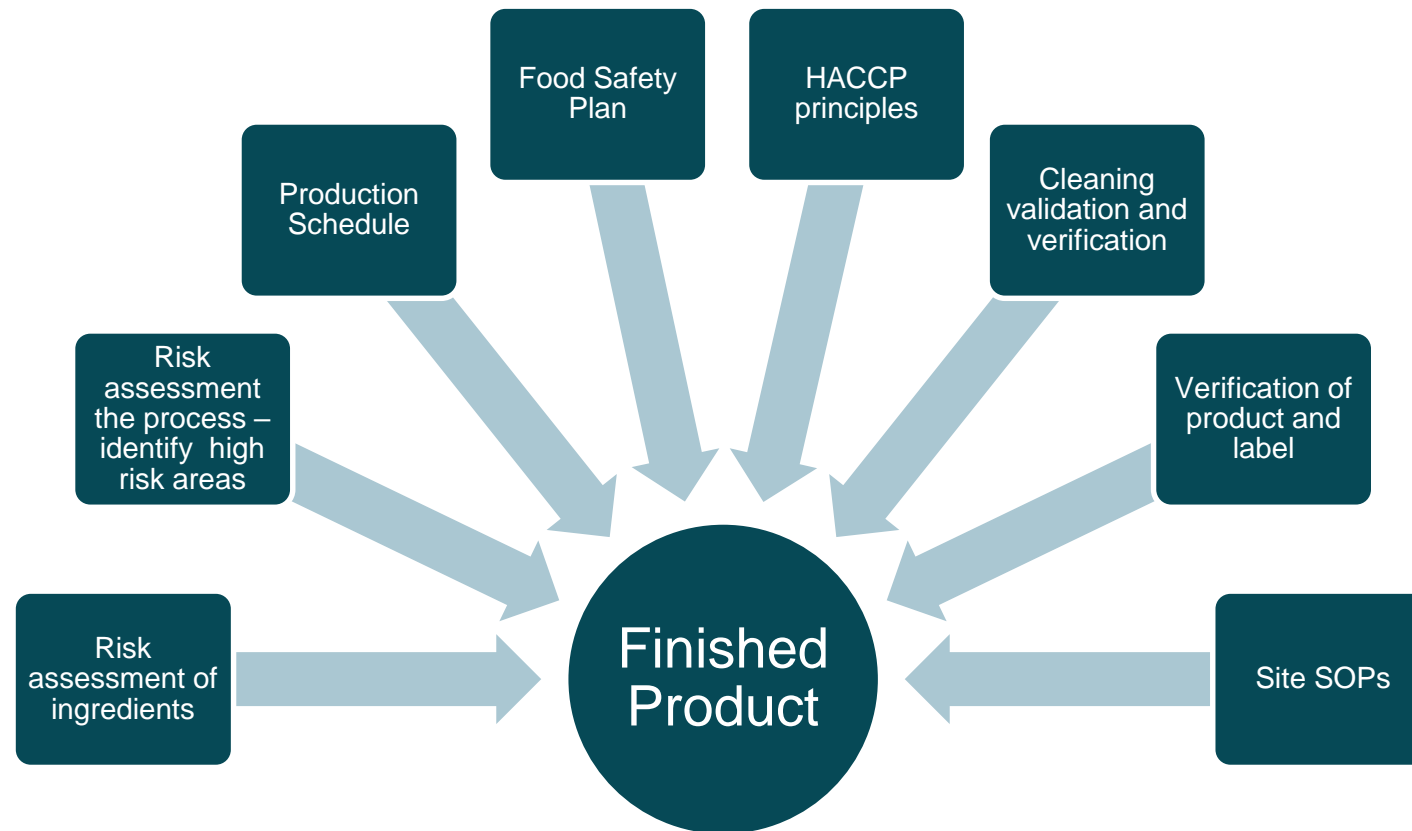 Food Safety
Plan
HACCP
principles
Production
Schedule
Cleaning
validation and
verification
Risk
assessment
the process –
identify  high
risk areas
Verification of
product and
label
Risk
assessment of
ingredients
Finished
Product
Site SOPs